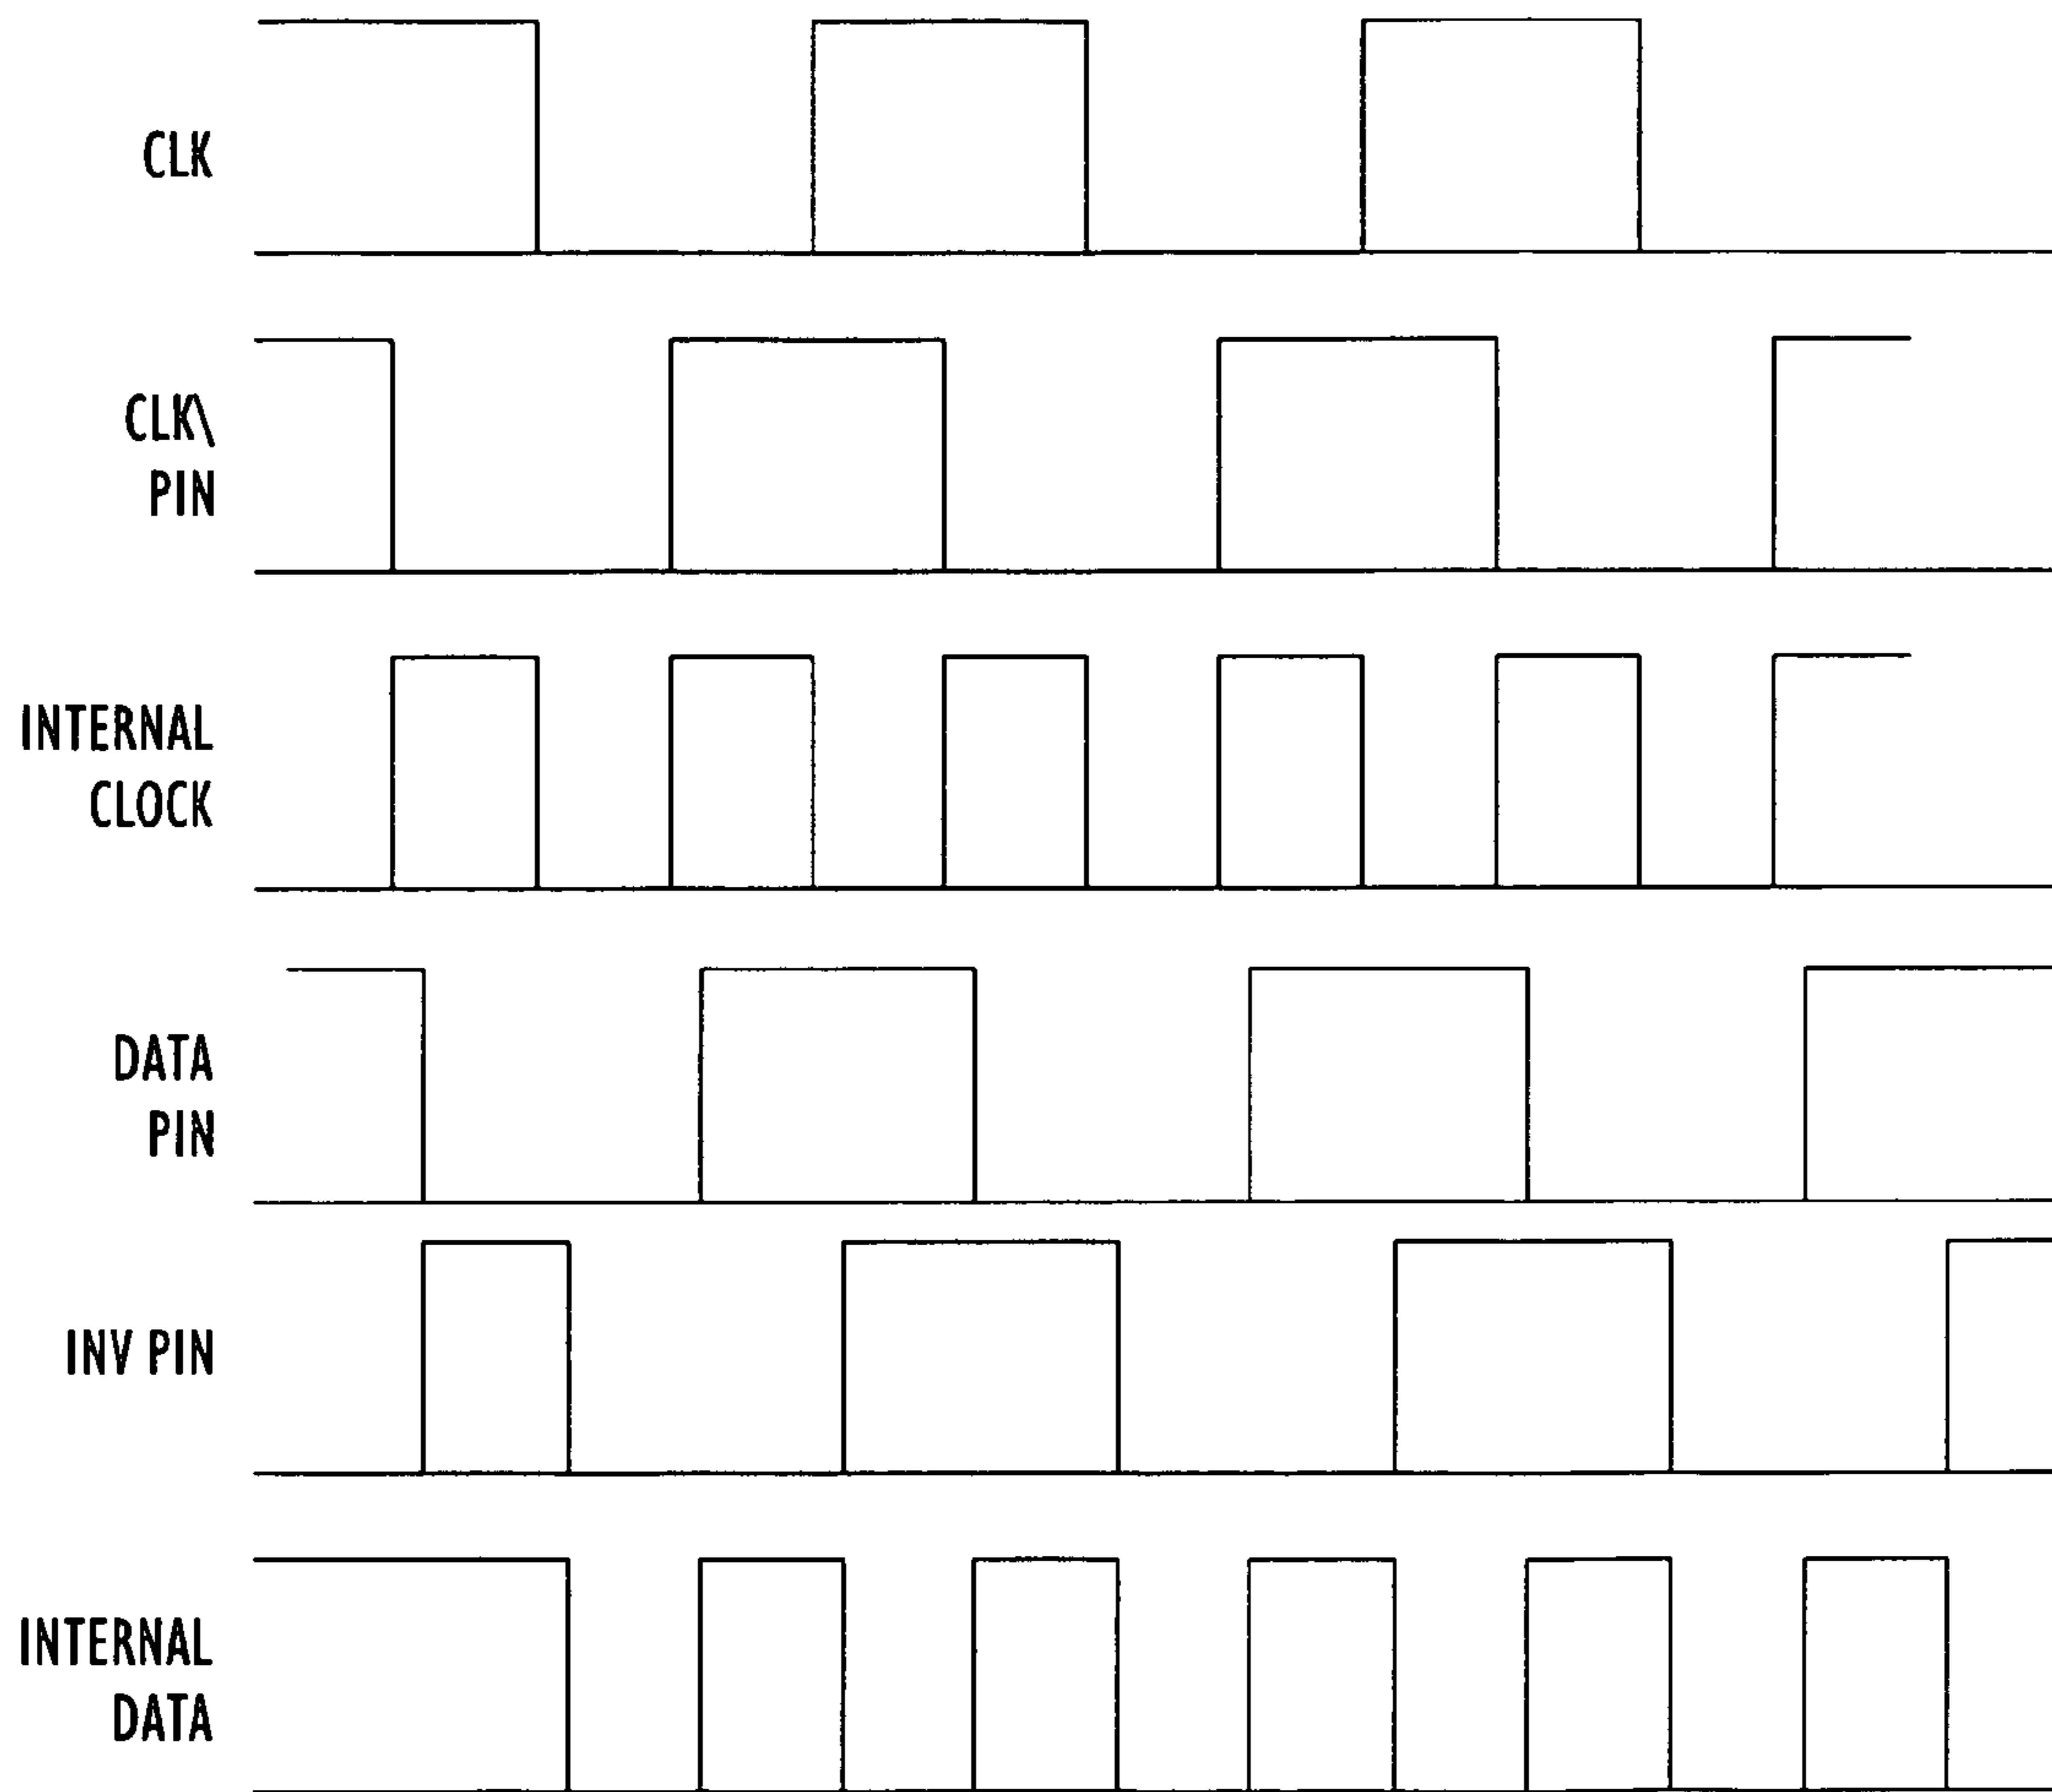 CLK
CLK\
PIN
INTERNAL
CLOCK
DATA
PIN
INV PIN
INTERNAL
DATA